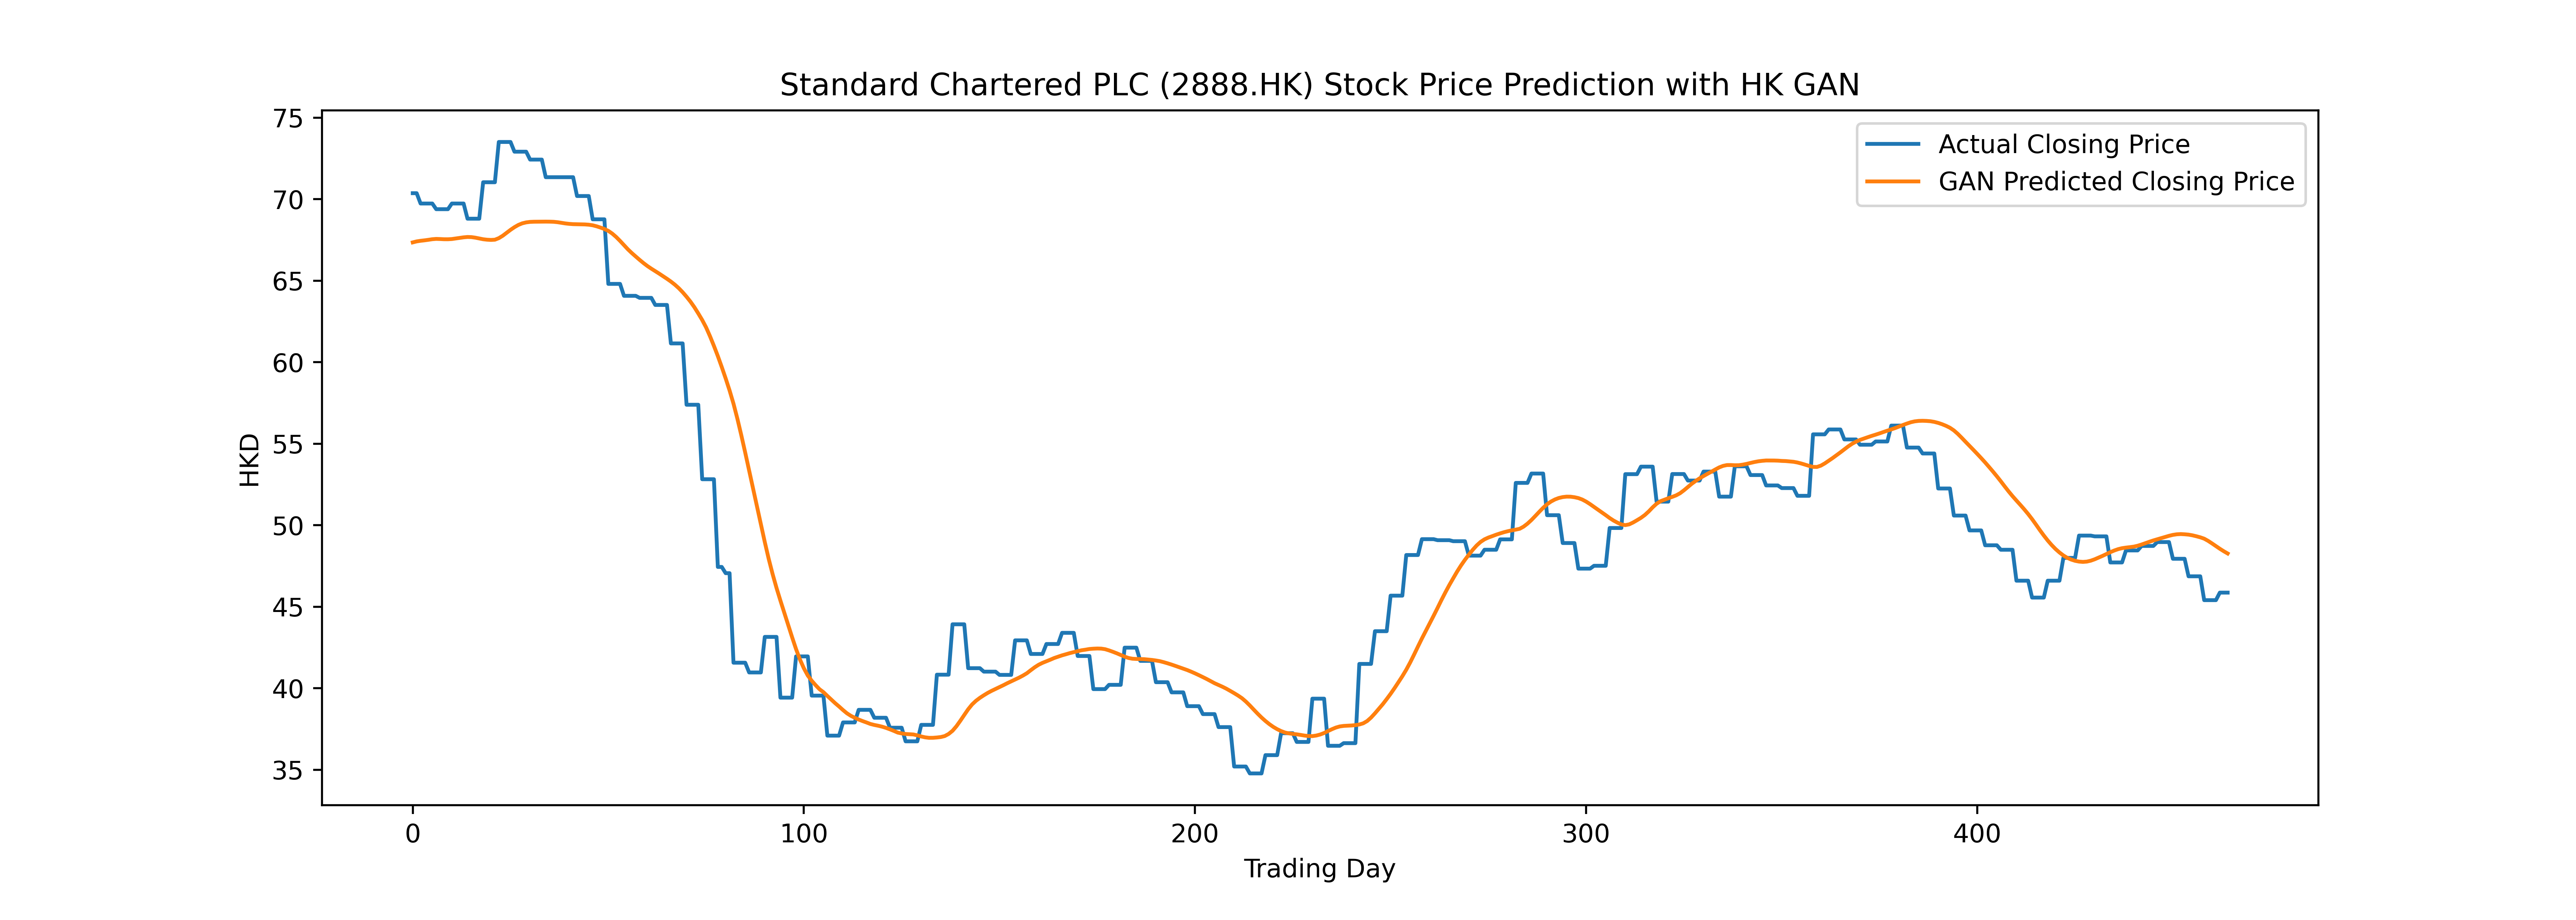 Standard Chartered PLC (2888.HK) Stock Price Prediction with HK GAN
75
70
65
60
55
50
45
40
35
HKD
Actual Closing Price
GAN Predicted Closing Price
0 100 200 300 400
Trading Day